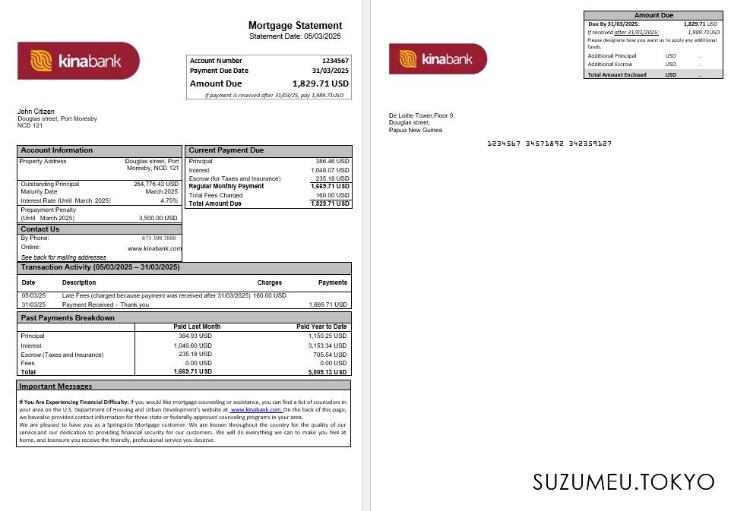 Mortgage Statement
Statement Date: 05/03/2025
kinabank
Account Number 1234567
Payment Due Date 31/03/2025
Amount Due 1,829.71 USD
If payment is received after 31/03/25, pay 1,989.71USD
John Citizen
Douglas street, Port Moresby
NCD 121
Account Information
Property Address Douglas street, Port
Moresby, NCD 121
Outstanding Principal 264,776.43 USD
Maturity Date March 2025
Interest Rate (Until March 2025) 4.75%
Prepayment Penalty
(Until March 2025) 3,500.00 USD
Contact Us
By Phone: 675 308 3888
Online: www.kinabank.com
See back for mailing addresses
Current Payment Due
Principal 386.46 USD
Interest 1,048.07 USD
Escrow (for Taxes and Insurance) 235.18 USD
Regular Monthly Payment 1,669.71 USD
Total Fees Charged 160.00 USD
Total Amount Due 1,829.71 USD
Transaction Activity (05/03/2025 – 31/03/2025)
Date Description Charges Payments
05/03/25 Late Fees (charged because payment was received after 31/03/2025) 160.00 USD
31/03/25 Payment Received – Thank you 1,669.71 USD
Past Payments Breakdown
Paid Last Month Paid Year to Date
Principal 384.93 USD 1,150.25 USD
Interest 1,049.60 USD 3,153.34 USD
Escrow (Taxes and Insurance) 235.18 USD 705.54 USD
Fees 0.00 USD 0.00 USD
Total 1,669.71 USD 5,009.13 USD
Important Messages
If You Are Experiencing Financial Difficulty: if you would like mortgage counseling or assistance, you can find a list of counselors in
your area on the U.S. Department of Housing and Urban Development's website at www.kinabank.com On the back of this page,
we havealso provided contact information for three state or federally-approved counseling programs in your area.
We are pleased to have you as a Springside Mortgage customer. We are known throughout the country for the quality of our
service and our dedication to providing financial security for our customers. We will do everything we can to make you feel at
home, and toensure you receive the friendly, professional service you deserve.
Amount Due
Due By 31/03/2025: 1,829.71 USD
If received after 31/01/2025: 1,989.71USD
Please designate how you want us to apply any additional
funds.
Additional Principal USD .
Additional Escrow USD .
Total Amount Enclosed USD .
kinabank
De Loitte Tower,Floor 9,
Douglas street,
Papua New Guinea
1234567 34571892 342359127
SUZUMEU.TOKYO